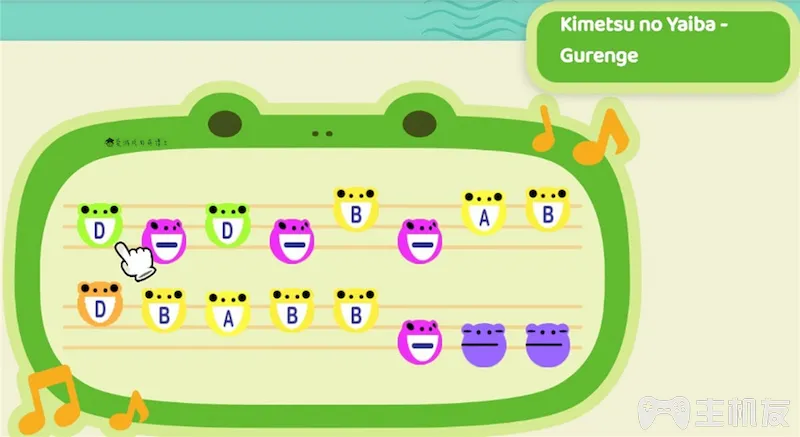 Kimetsu no Yaiba -
Gurenge
D D B A B
D B A B B
主机友